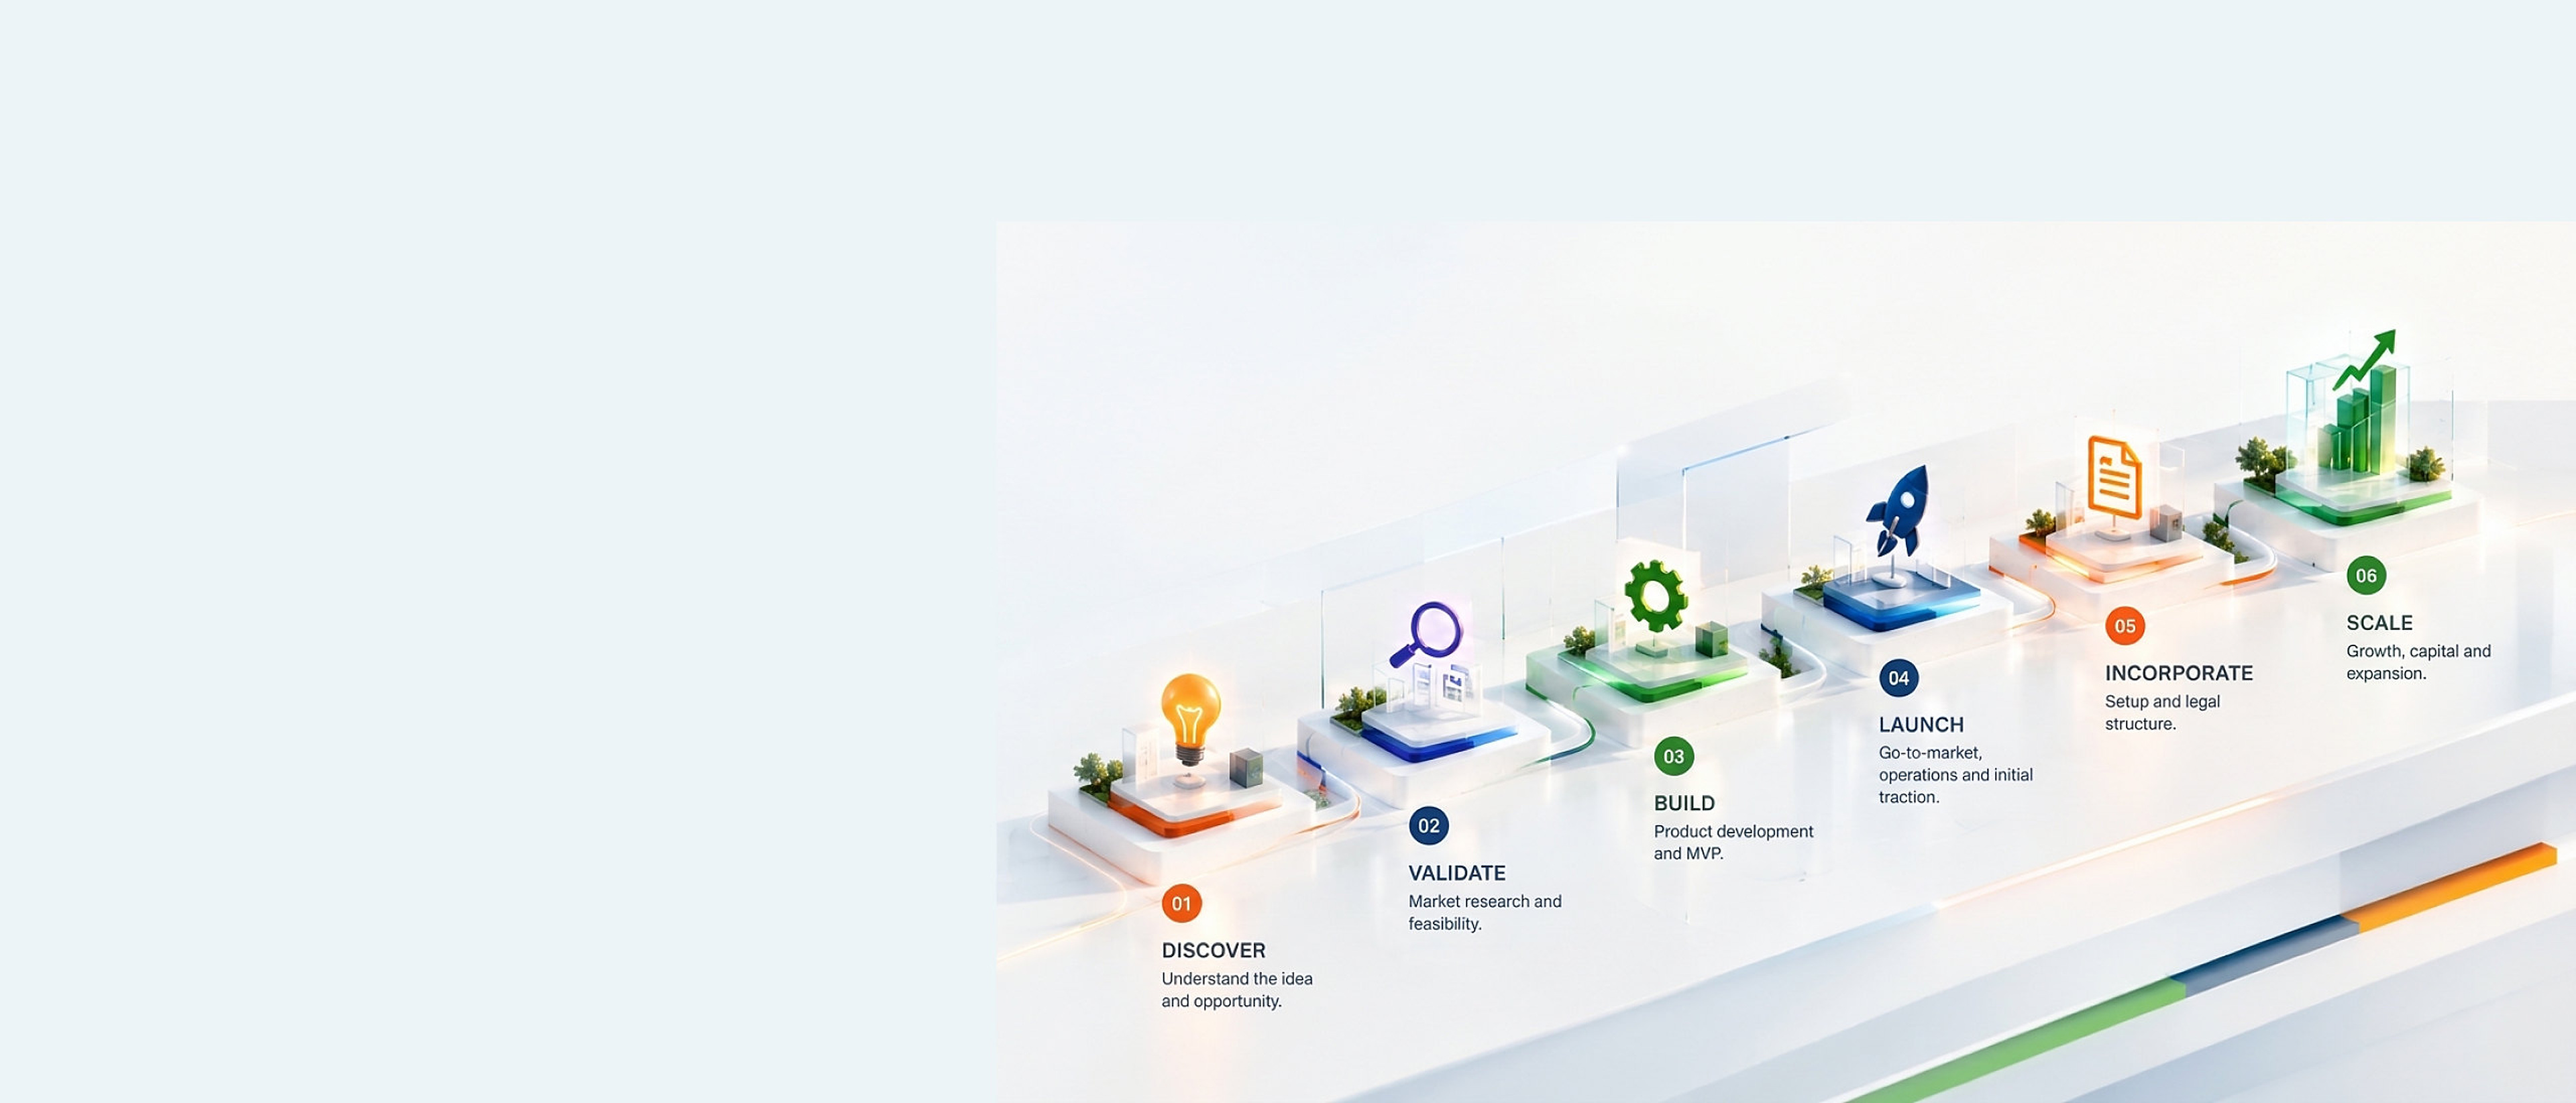 01
DISCOVER
Understand the idea
and opportunity.
02
VALIDATE
Market research and
feasibility.
03
BUILD
Product development
and MVP.
04
LAUNCH
Go-to-market,
operations and initial
traction.
05
INCORPORATE
Setup and legal
structure.
06
SCALE
Growth, capital and
expansion.